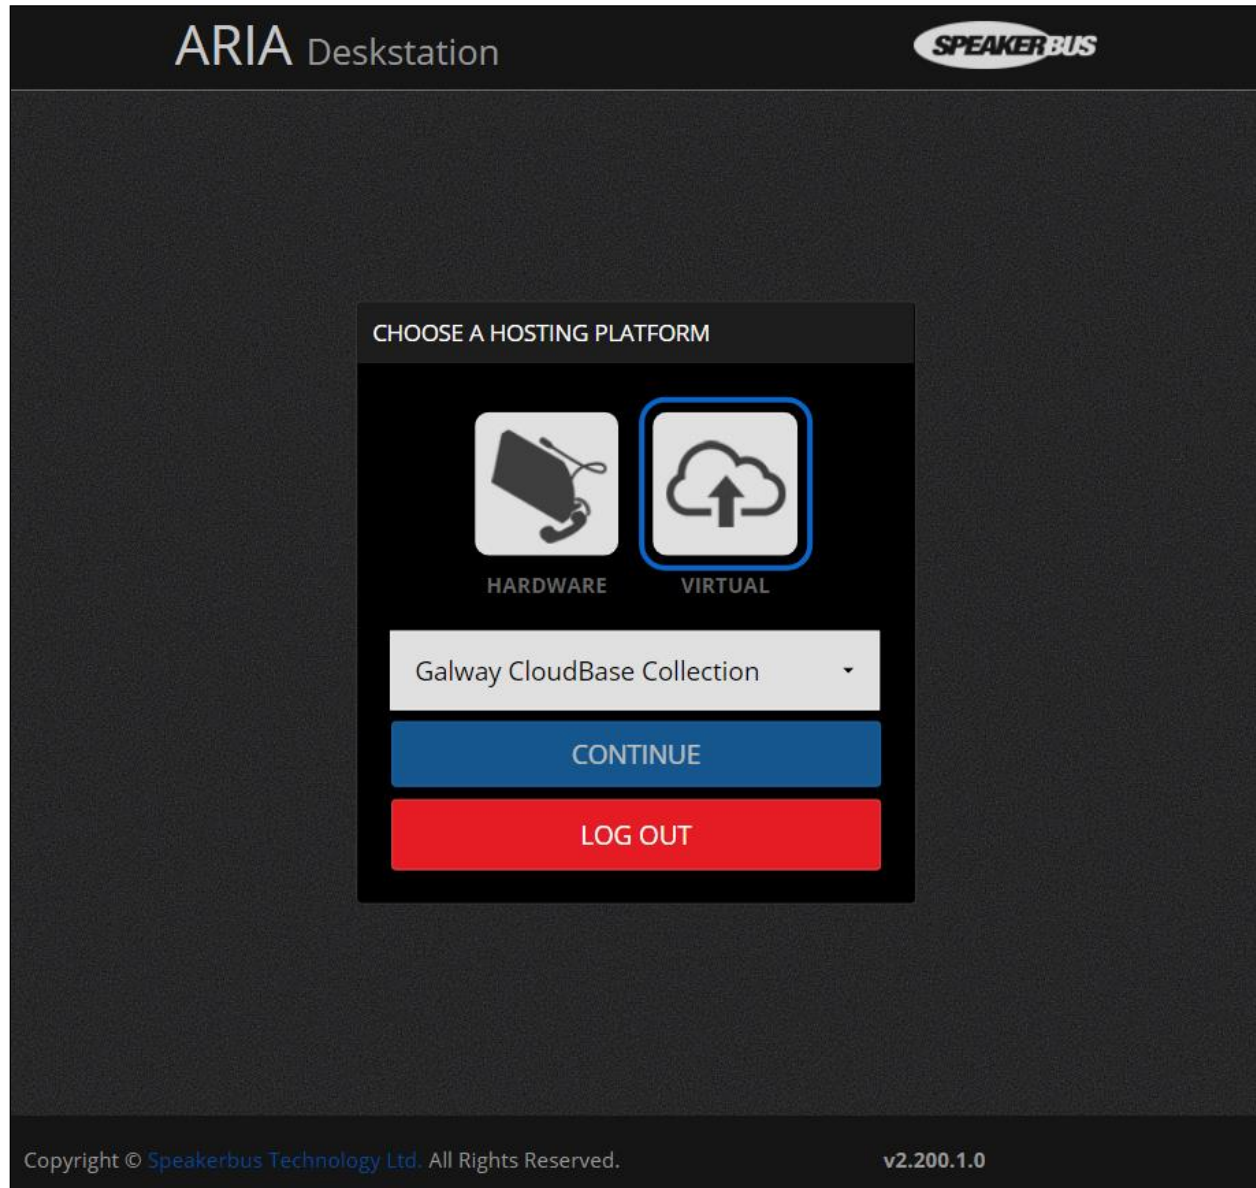 ARIA Deskstation
SPEAKERBUS
CHOOSE A HOSTING PLATFORM
HARDWARE VIRTUAL
Galway CloudBase Collection
CONTINUE
LOG OUT
Copyright © Speakerbus Technology Ltd. All Rights Reserved. v2.200.1.0